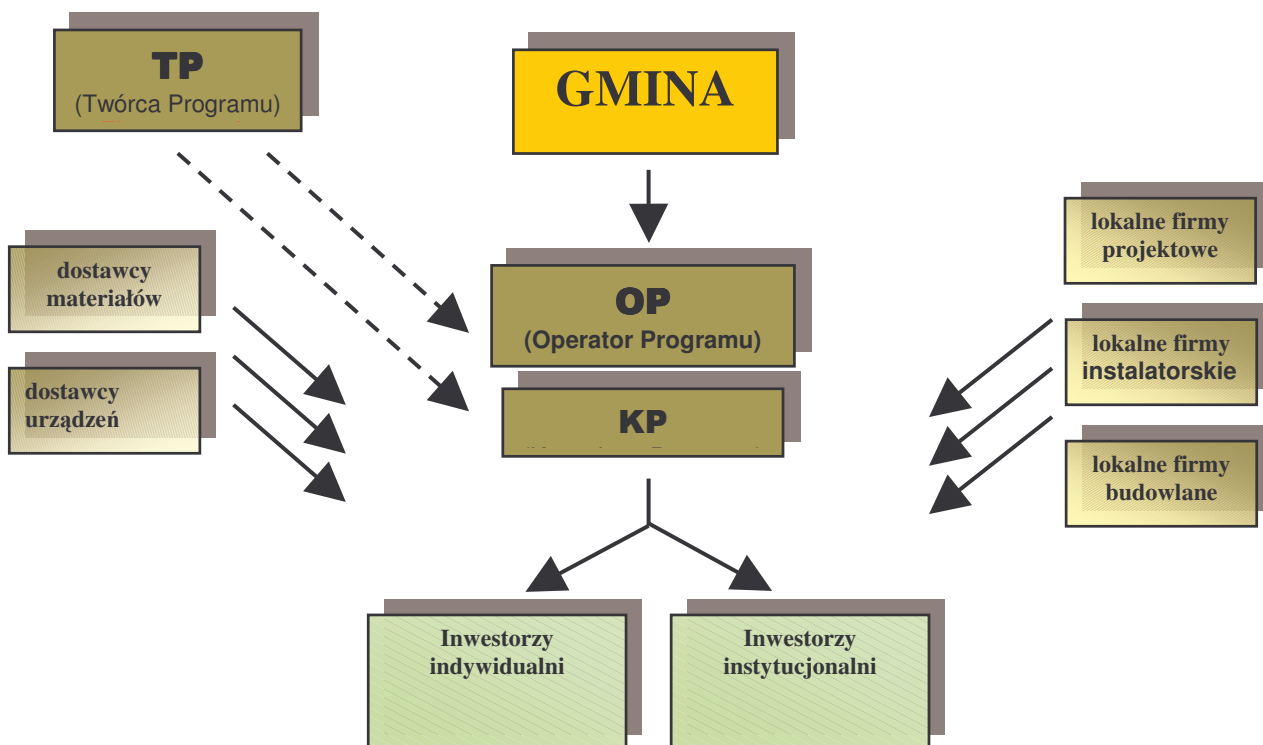 TP
(Twórca Programu)
GMINA
dostawcy
materiałów
dostawcy
urządzeń
OP
(Operator Programu)
KP
lokalne firmy
projektowe
lokalne firmy
instalatorskie
lokalne firmy
budowlane
Inwestorzy
indywidualni
Inwestorzy
instytucjonalni